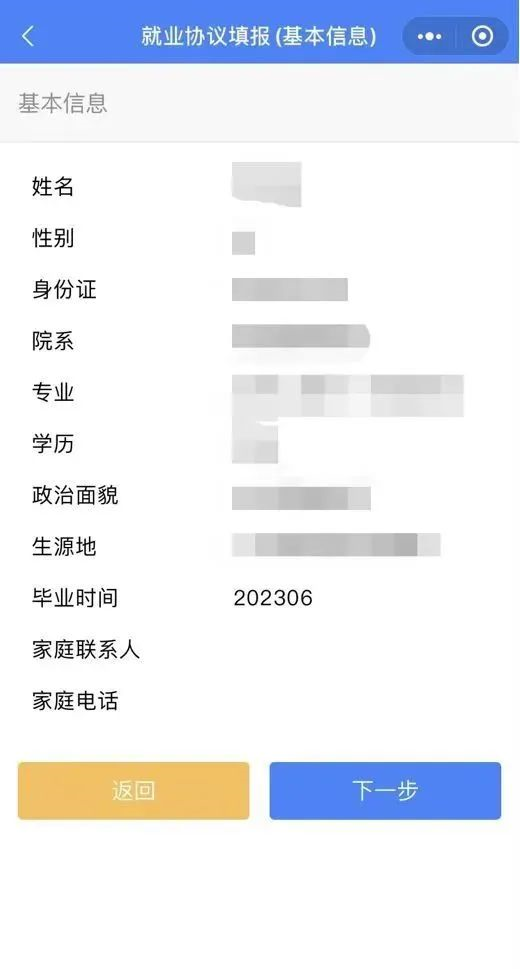 就业协议填报(基本信息)
基本信息
姓名
性别
身份证
院系
专业
学历
政治面貌
生源地
毕业时间 202306
家庭联系人
家庭电话
返回 下一步